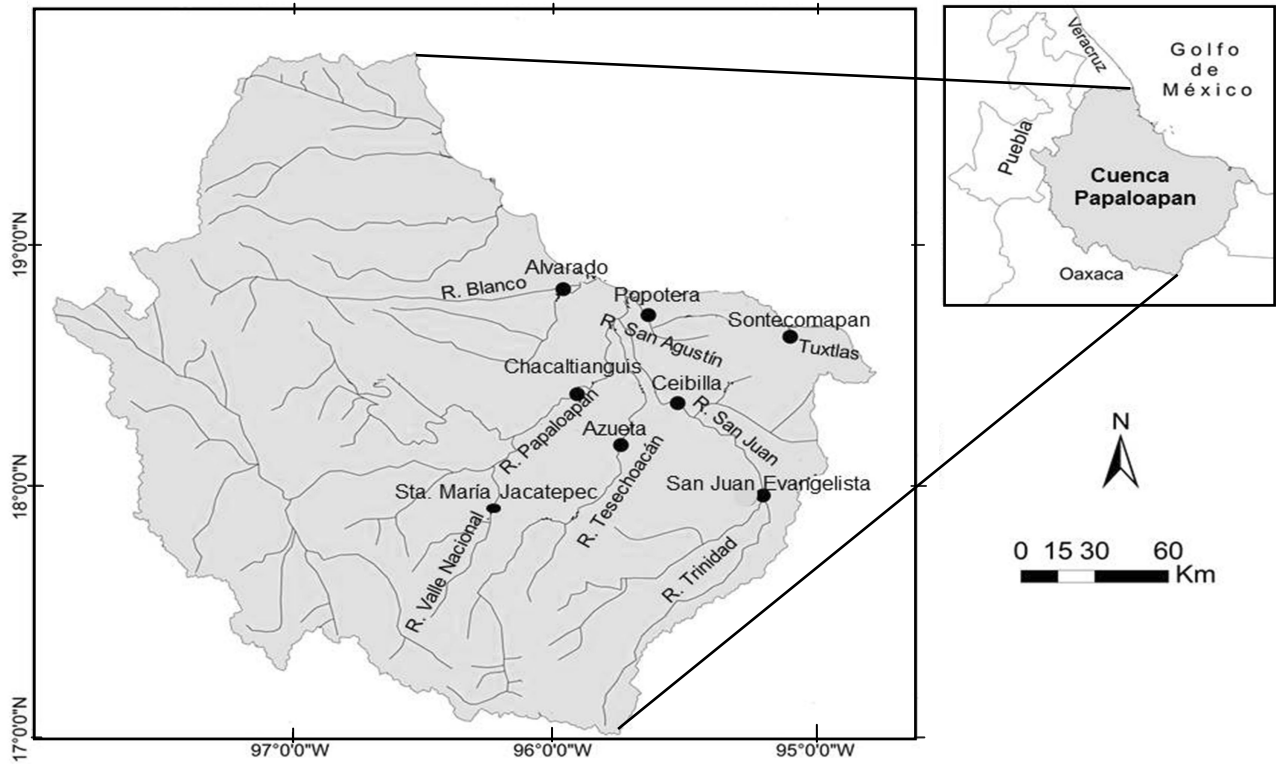 Veracruz
Golfo
de
México
Puebla
Cuenca
Papaloapan
Oaxaca
19°0'0"N
18°0'0"N
17°0'0"N
Alvarado
R. Blanco
Popotera
Sontecomapan
Tuxtlas
R. San Agustín
Chacaltianguis
Ceibilla
R. Papaloapan
R. San Juan
Azueta
R. Tesechoacán
San Juan Evangelista
Sta. María Jacatepec
R. Valle Nacional
R. Trinidad
97°0'0"W
96°0'0"W
95°0'0"W
N
0 15 30 60
Km